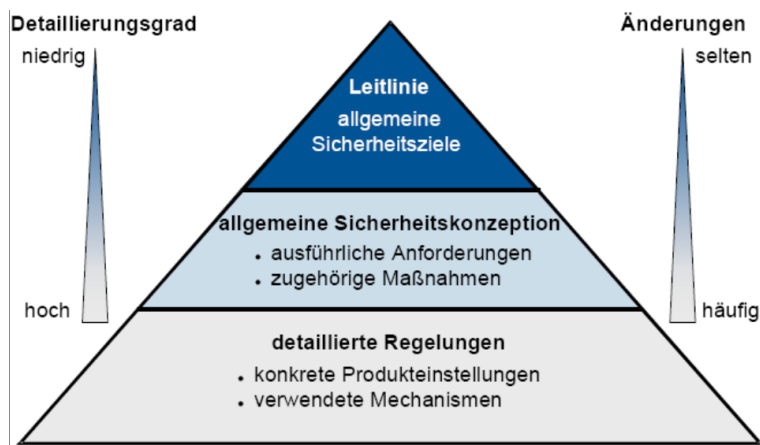 Detaillierungsgrad
niedrig
hoch
Änderungen
selten
häufig
Leitlinie
allgemeine
Sicherheitsziele
allgemeine Sicherheitskonzeption
• ausführliche Anforderungen
• zugehörige Maßnahmen
detaillierte Regelungen
• konkrete Produkteinstellungen
• verwendete Mechanismen